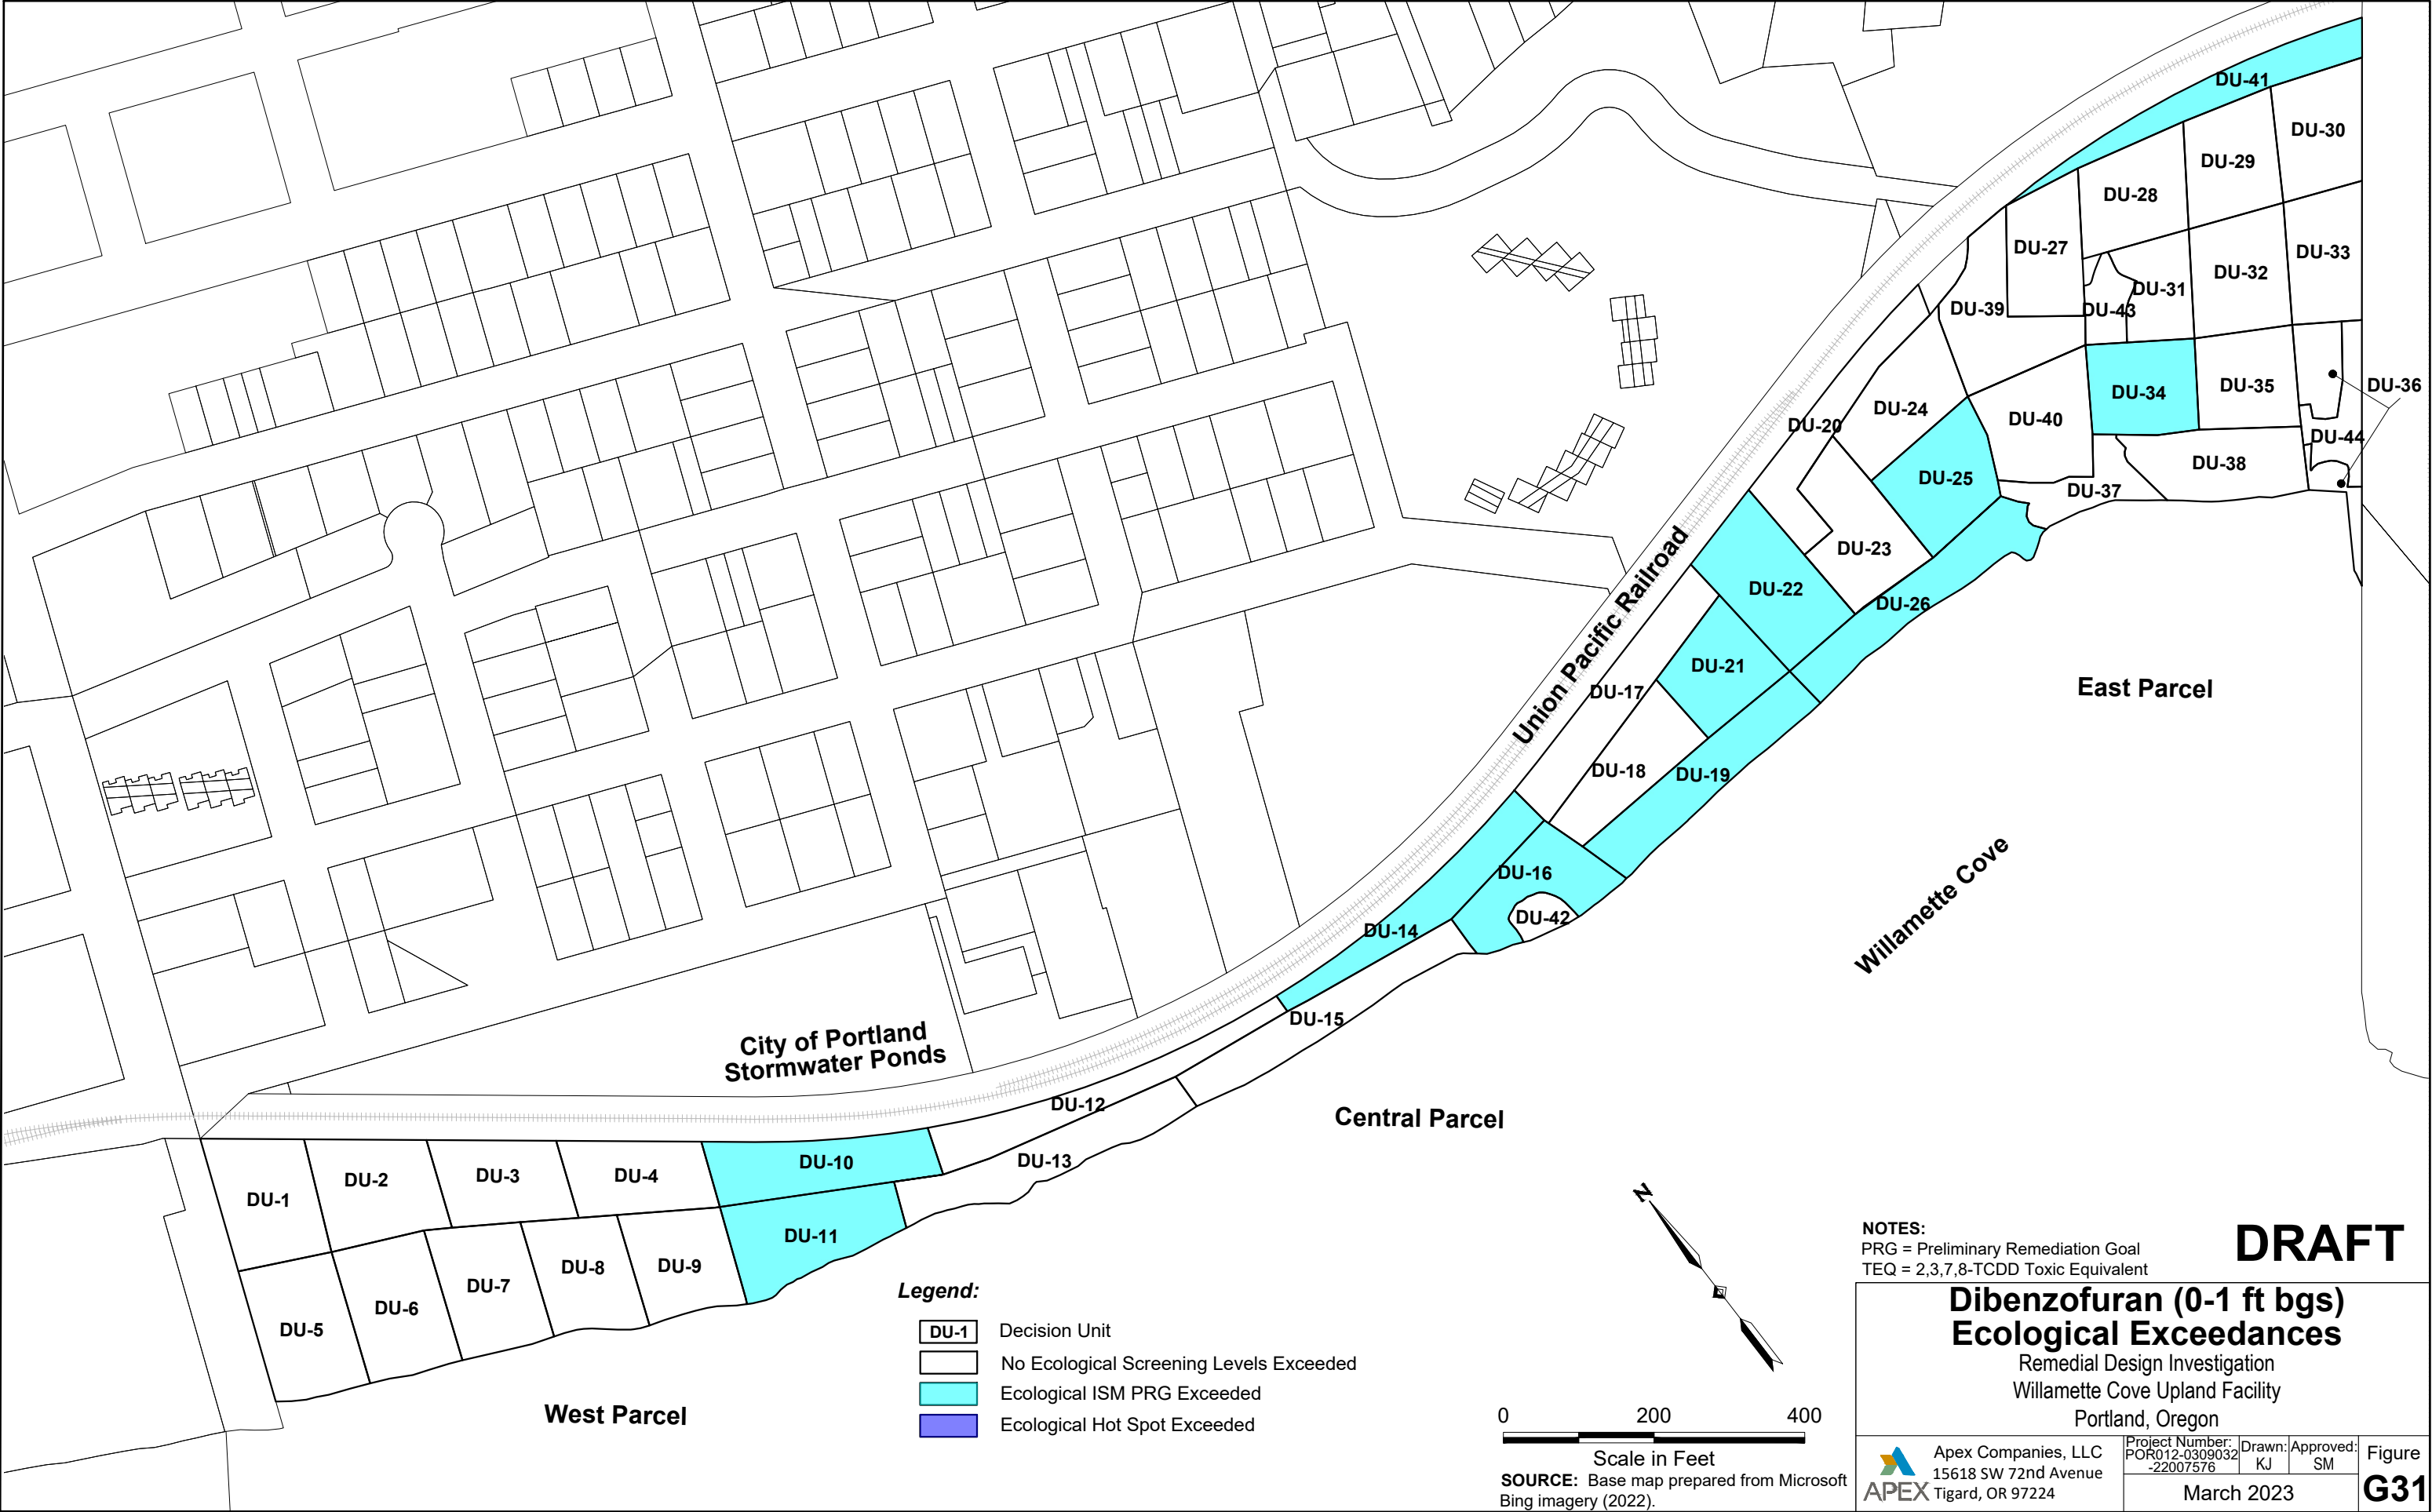 DU-41
DU-30
DU-29
DU-28
DU-27
DU-33
DU-32
DU-31
DU-39
DU-43
DU-36
DU-34
DU-35
DU-24
DU-40
DU-20
DU-44
DU-38
DU-25
DU-37
DU-23
DU-22
DU-26
Union Pacific Railroad
DU-21
East Parcel
DU-17
DU-18
DU-19
DU-16
DU-42
DU-14
Willamette Cove
DU-15
City of Portland
Stormwater Ponds
DU-12
Central Parcel
DU-13
DU-10
DU-4
DU-3
DU-2
DU-1
DU-11
DU-9
DU-8
DU-7
DU-6
DU-5
West Parcel
Legend:
DU-1 Decision Unit
No Ecological Screening Levels Exceeded
Ecological ISM PRG Exceeded
Ecological Hot Spot Exceeded
N
0 200 400
Scale in Feet
SOURCE: Base map prepared from Microsoft
Bing imagery (2022).
NOTES:
PRG = Preliminary Remediation Goal
TEQ = 2,3,7,8-TCDD Toxic Equivalent
DRAFT
Dibenzofuran (0-1 ft bgs)
Ecological Exceedances
Remedial Design Investigation
Willamette Cove Upland Facility
Portland, Oregon
APEX
Apex Companies, LLC
15618 SW 72nd Avenue
Tigard, OR 97224
Project Number:
POR012-0309032
-22007576
Drawn:
KJ
Approved:
SM
March 2023
Figure
G31